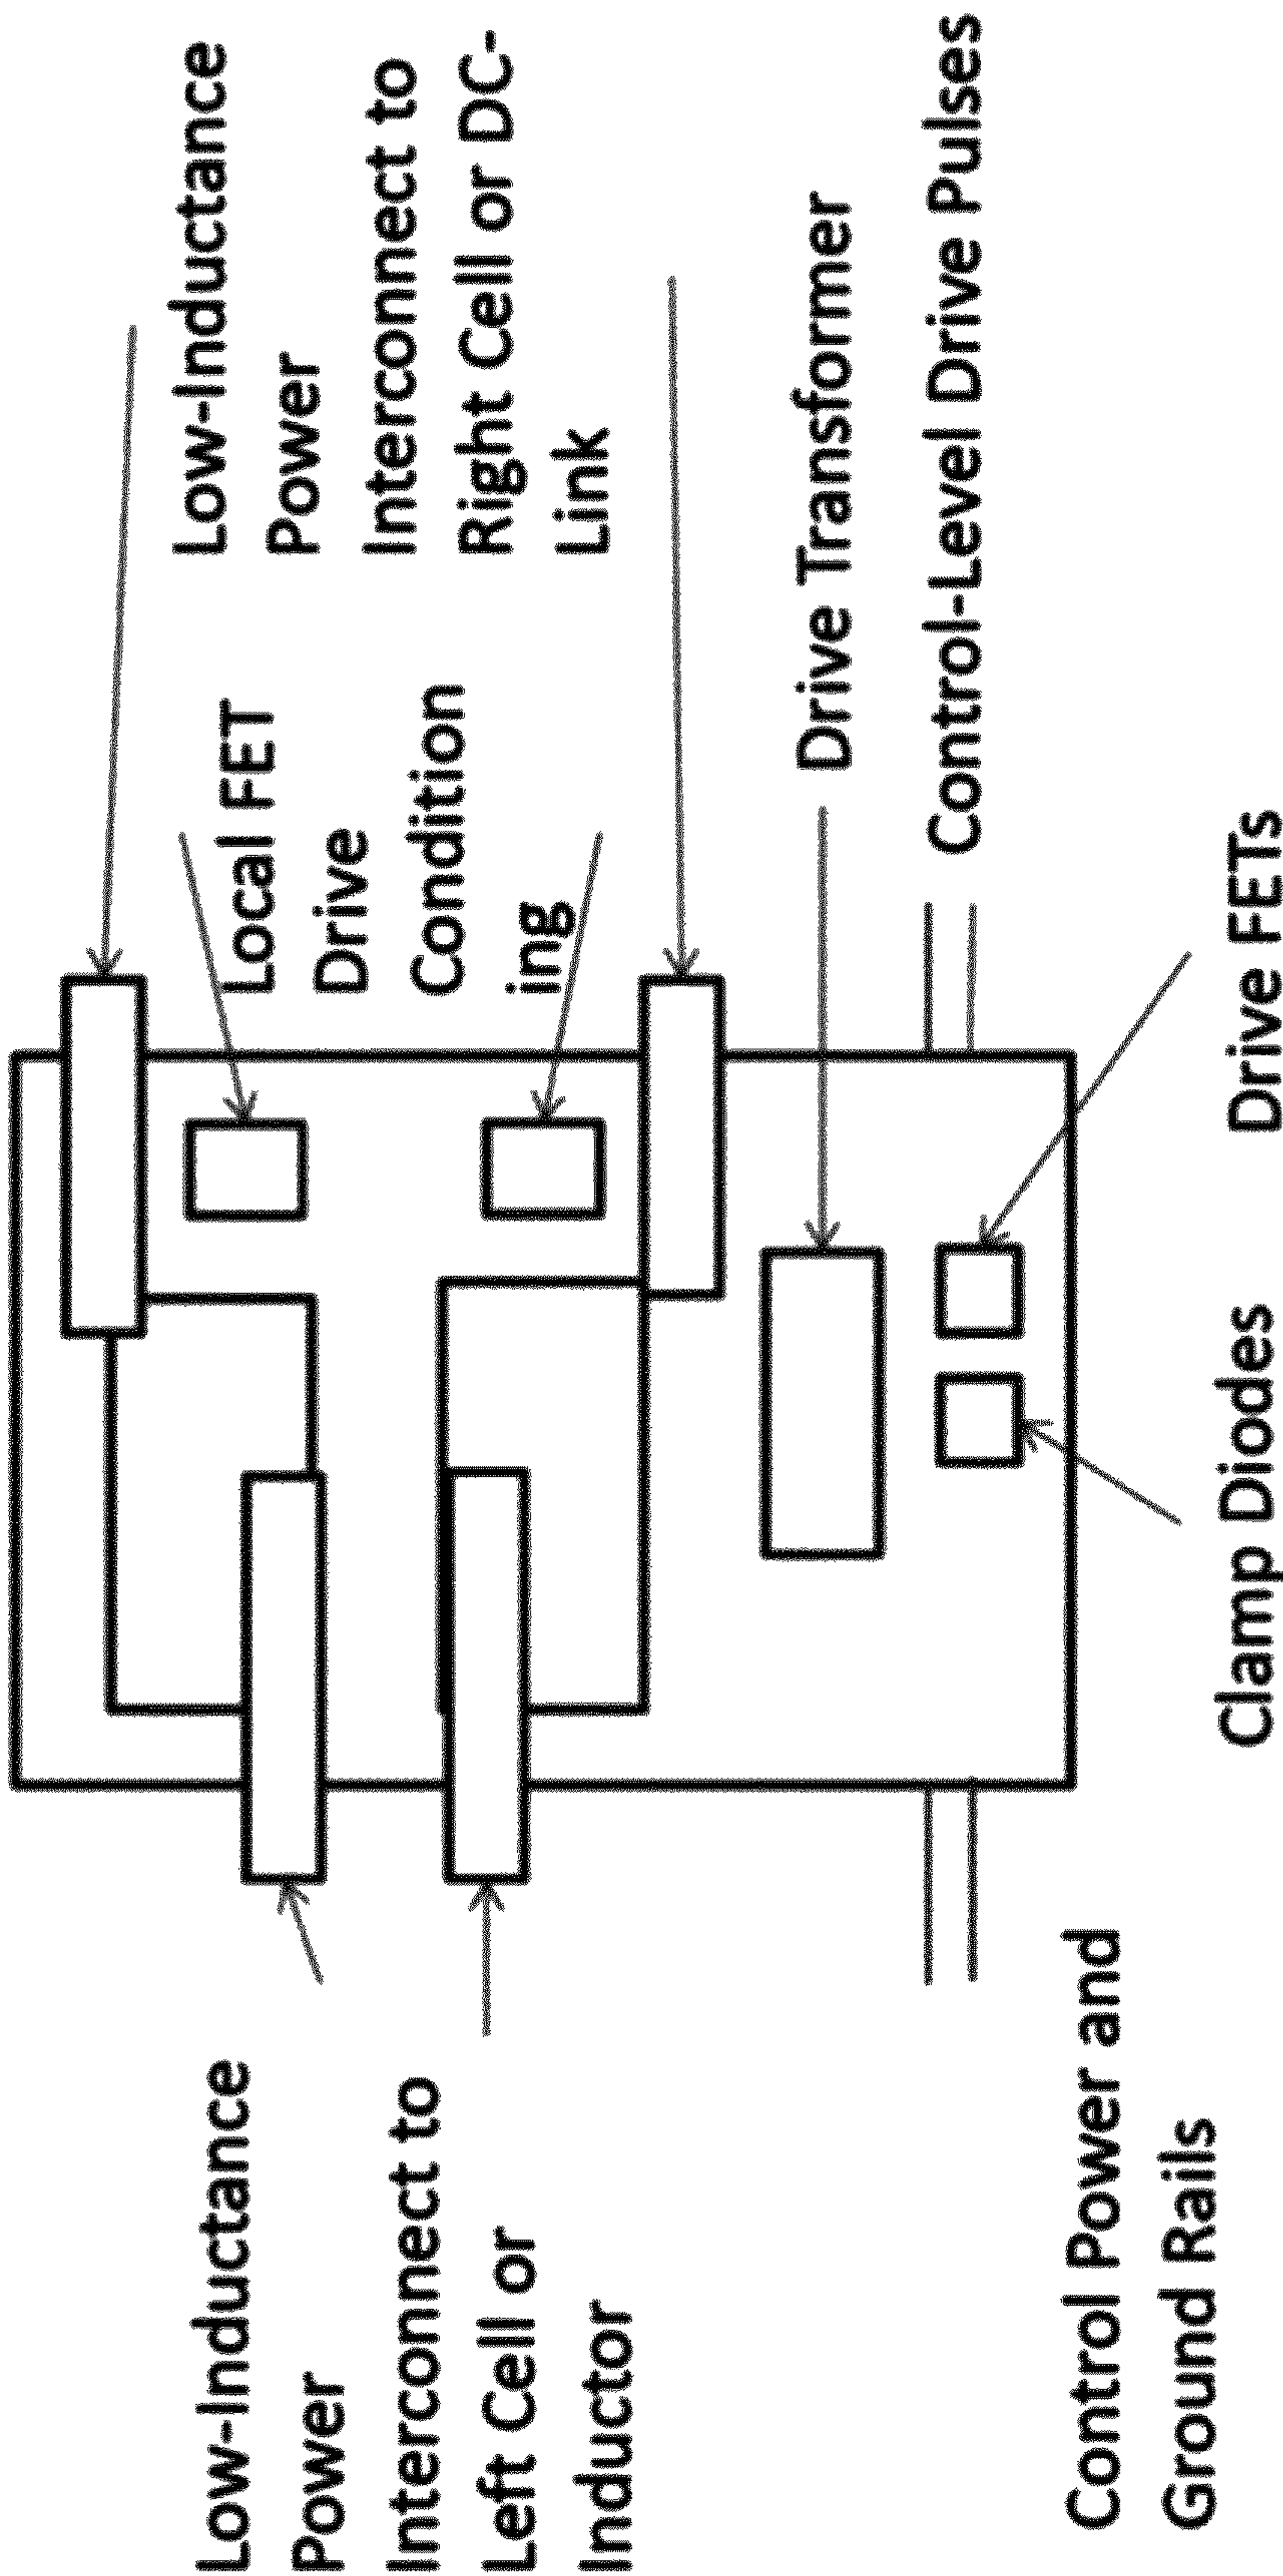 Low-Inductance
Power
Interconnect to
Left Cell or
Inductor
Control Power and
Ground Rails
Local FET
Drive
Condition
ing
Low-Inductance
Power
Interconnect to
Right Cell or DC-
Link
Drive Transformer
Control-Level Drive Pulses
Clamp Diodes
Drive FETs